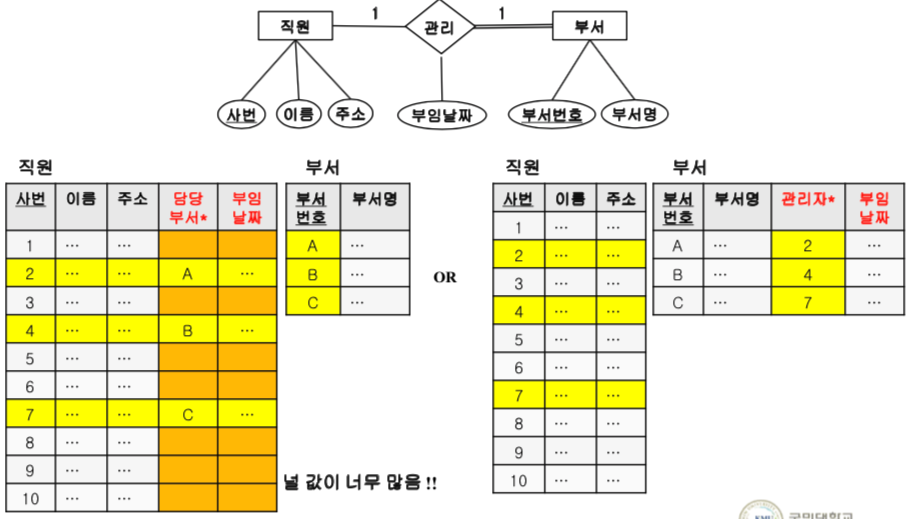 1 1
직원 관리 부서
사번 이름 주소 부임날짜 부서번호 부서명
직원 부서 직원 부서
사번 이름 주소 담당 부서* 부임 날짜
1 … …
2 … … A …
3 … …
4 … … B …
5 … …
6 … …
7 … … C …
8 … …
9 … …
10 … …
부서 번호 부서명
A …
B …
C …
OR
널 값이 너무 많음 !!
사번 이름 주소
1 … …
2 … …
3 … …
4 … …
5 … …
6 … …
7 … …
8 … …
9 … …
10 … …
부서 번호 부서명 관리자* 부임 날짜
A … 2 …
B … 4 …
C … 7 …